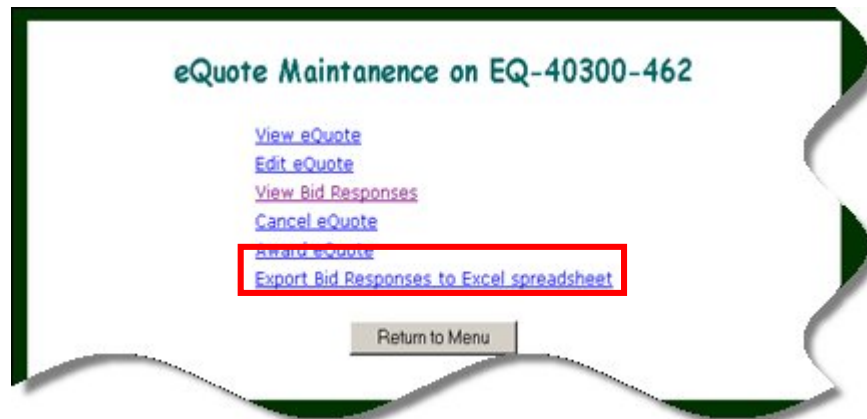 eQuote Maintanence on EQ-40300-462
View eQuote
Edit eQuote
View Bid Responses
Cancel eQuote
Award eQuote
Export Bid Responses to Excel spreadsheet
Return to Menu